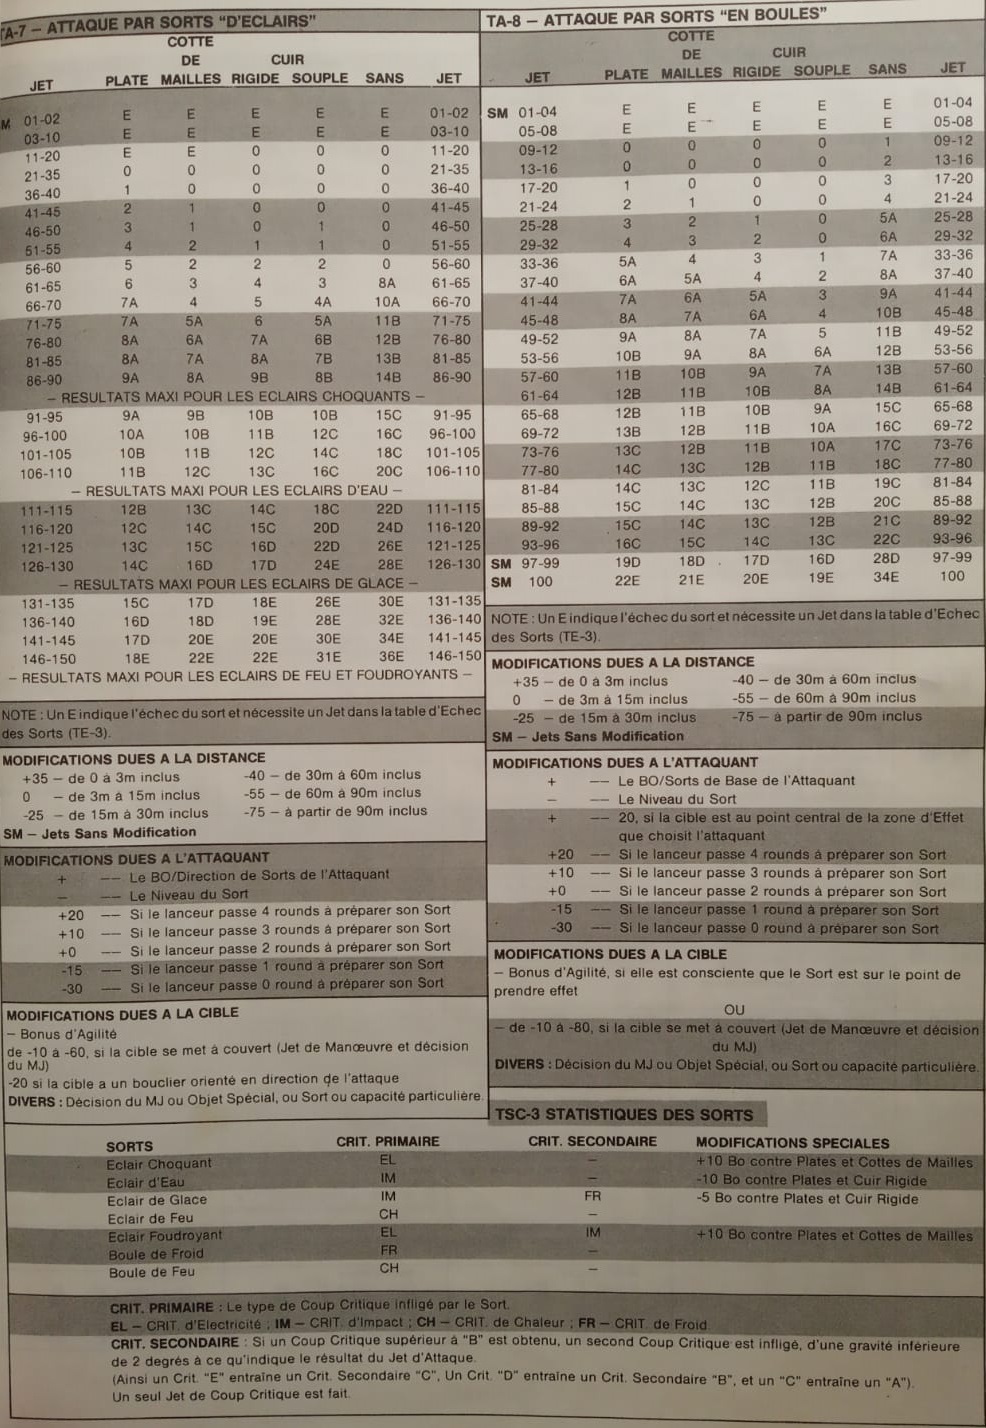 TA-7 – ATTAQUE PAR SORTS “D'ECLAIRS”
COTTE
DE CUIR
JET PLATE MAILLES RIGIDE SOUPLE SANS JET
M 01-02 E E E E E 01-02
03-10 E E E E E 03-10
11-20 E E 0 0 0 11-20
21-35 0 0 0 0 0 21-35
36-40 1 0 0 0 0 36-40
41-45 2 1 0 0 0 41-45
46-50 3 1 0 1 0 46-50
51-55 4 2 1 1 0 51-55
56-60 5 2 2 2 0 56-60
61-65 6 3 4 3 8A 61-65
66-70 7A 4 5 4A 10A 66-70
71-75 7A 5A 6 5A 11B 71-75
76-80 8A 6A 7A 6B 12B 76-80
81-85 8A 7A 8A 7B 13B 81-85
86-90 9A 8A 9B 8B 14B 86-90
– RESULTATS MAXI POUR LES ECLAIRS CHOQUANTS –
91-95 9A 9B 10B 10B 15C 91-95
96-100 10A 10B 11B 12C 16C 96-100
101-105 10B 11B 12C 14C 18C 101-105
106-110 11B 12C 13C 16C 20C 106-110
– RESULTATS MAXI POUR LES ECLAIRS D'EAU –
111-115 12B 13C 14C 18C 22D 111-115
116-120 12C 14C 15C 20D 24D 116-120
121-125 13C 15C 16D 22D 26E 121-125
126-130 14C 16D 17D 24E 28E 126-130
– RESULTATS MAXI POUR LES ECLAIRS DE GLACE –
131-135 15C 17D 18E 26E 30E 131-135
136-140 16D 18D 19E 28E 32E 136-140
141-145 17D 20E 20E 30E 34E 141-145
146-150 18E 22E 22E 31E 36E 146-150
– RESULTATS MAXI POUR LES ECLAIRS DE FEU ET FOUDROYANTS –
NOTE : Un E indique l'échec du sort et nécessite un Jet dans la table d'Echec
des Sorts (TE-3).
MODIFICATIONS DUES A LA DISTANCE
+35 – de 0 à 3m inclus -40 – de 30m à 60m inclus
0 – de 3m à 15m inclus -55 – de 60m à 90m inclus
-25 – de 15m à 30m inclus -75 – à partir de 90m inclus
SM – Jets Sans Modification
MODIFICATIONS DUES A L'ATTAQUANT
+ –– Le BO/Direction de Sorts de l'Attaquant
– –– Le Niveau du Sort
+20 –– Si le lanceur passe 4 rounds à préparer son Sort
+10 –– Si le lanceur passe 3 rounds à préparer son Sort
+0 –– Si le lanceur passe 2 rounds à préparer son Sort
-15 –– Si le lanceur passe 1 round à préparer son Sort
-30 –– Si le lanceur passe 0 round à préparer son Sort
MODIFICATIONS DUES A LA CIBLE
– Bonus d'Agilité
de -10 à -60, si la cible se met à couvert (Jet de Manœuvre et décision
du MJ)
-20 si la cible a un bouclier orienté en direction de l'attaque
DIVERS : Décision du MJ ou Objet Spécial, ou Sort ou capacité particulière.
TA-8 – ATTAQUE PAR SORTS “EN BOULES”
COTTE
DE CUIR
JET PLATE MAILLES RIGIDE SOUPLE SANS JET
SM 01-04 E E E E E 01-04
05-08 E E E E E 05-08
09-12 0 0 0 0 1 09-12
13-16 0 0 0 0 2 13-16
17-20 1 0 0 0 3 17-20
21-24 2 1 0 0 4 21-24
25-28 3 2 1 0 5A 25-28
29-32 4 3 2 0 6A 29-32
33-36 5A 4 3 1 7A 33-36
37-40 6A 5A 4 2 8A 37-40
41-44 7A 6A 5A 3 9A 41-44
45-48 8A 7A 6A 4 10B 45-48
49-52 9A 8A 7A 5 11B 49-52
53-56 10B 9A 8A 6A 12B 53-56
57-60 11B 10B 9A 7A 13B 57-60
61-64 12B 11B 10B 8A 14B 61-64
65-68 12B 11B 10B 9A 15C 65-68
69-72 13B 12B 11B 10A 16C 69-72
73-76 13C 12B 11B 10A 17C 73-76
77-80 14C 13C 12B 11B 18C 77-80
81-84 14C 13C 12C 11B 19C 81-84
85-88 15C 14C 13C 12B 20C 85-88
89-92 15C 14C 13C 12B 21C 89-92
93-96 16C 15C 14C 13C 22C 93-96
SM 97-99 19D 18D 17D 16D 28D 97-99
SM 100 22E 21E 20E 19E 34E 100
NOTE : Un E indique l'échec du sort et nécessite un Jet dans la table d'Echec
des Sorts (TE-3).
MODIFICATIONS DUES A LA DISTANCE
+35 – de 0 à 3m inclus -40 – de 30m à 60m inclus
0 – de 3m à 15m inclus -55 – de 60m à 90m inclus
-25 – de 15m à 30m inclus -75 – à partir de 90m inclus
SM – Jets Sans Modification
MODIFICATIONS DUES A L'ATTAQUANT
+ –– Le BO/Sorts de Base de l'Attaquant
– –– Le Niveau du Sort
+ –– 20, si la cible est au point central de la zone d'Effet
que choisit l'attaquant
+20 –– Si le lanceur passe 4 rounds à préparer son Sort
+10 –– Si le lanceur passe 3 rounds à préparer son Sort
+0 –– Si le lanceur passe 2 rounds à préparer son Sort
-15 –– Si le lanceur passe 1 round à préparer son Sort
-30 –– Si le lanceur passe 0 round à préparer son Sort
MODIFICATIONS DUES A LA CIBLE
– Bonus d'Agilité, si elle est consciente que le Sort est sur le point de
prendre effet
OU
– de -10 à -80, si la cible se met à couvert (Jet de Manœuvre et décision
du MJ)
DIVERS : Décision du MJ ou Objet Spécial, ou Sort ou capacité particulière.
TSC-3 STATISTIQUES DES SORTS
SORTS CRIT. PRIMAIRE CRIT. SECONDAIRE MODIFICATIONS SPECIALES
Eclair Choquant EL – +10 Bo contre Plates et Cottes de Mailles
Eclair d'Eau IM – -10 Bo contre Plates et Cuir Rigide
Eclair de Glace IM FR -5 Bo contre Plates et Cuir Rigide
Eclair de Feu CH –
Eclair Foudroyant EL IM +10 Bo contre Plates et Cottes de Mailles
Boule de Froid FR –
Boule de Feu CH –
CRIT. PRIMAIRE : Le type de Coup Critique infligé par le Sort.
EL – CRIT. d'Electricité ; IM – CRIT. d'Impact ; CH – CRIT. de Chaleur ; FR – CRIT. de Froid
CRIT. SECONDAIRE : Si un Coup Critique supérieur à “B” est obtenu, un second Coup Critique est infligé, d'une gravité inférieure
de 2 degrés à ce qu'indique le résultat du Jet d'Attaque.
(Ainsi un Crit. “E” entraîne un Crit. Secondaire “C”, Un Crit. “D” entraîne un Crit. Secondaire “B”, et un “C” entraîne un “A”).
Un seul Jet de Coup Critique est fait.